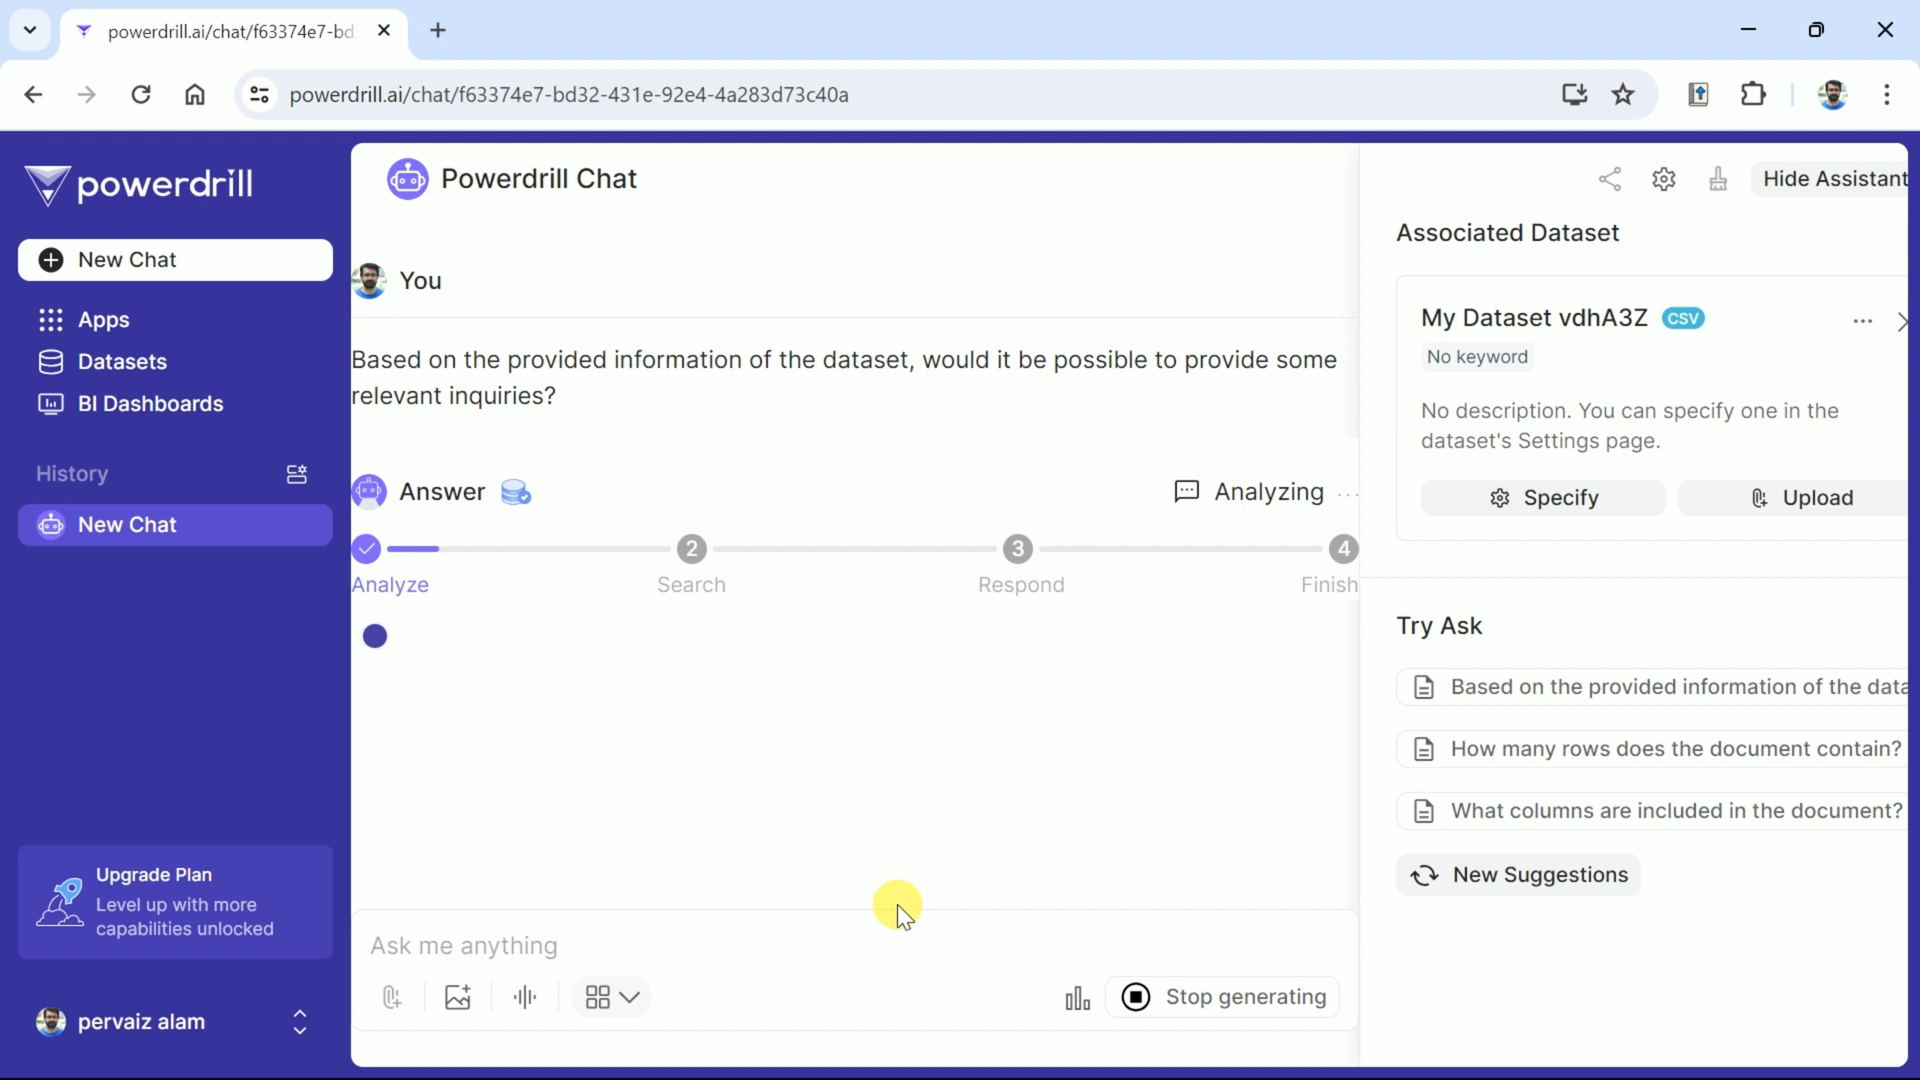 powerdrill.ai/chat/f63374e7-bd
powerdrill.ai/chat/f63374e7-bd32-431e-92e4-4a283d73c40a
powerdrill
New Chat
Apps
Datasets
BI Dashboards
History
New Chat
Upgrade Plan
Level up with more
capabilities unlocked
pervaiz alam
Powerdrill Chat
You
Based on the provided information of the dataset, would it be possible to provide some
relevant inquiries?
Answer
Analyzing ...
2
3
4
Analyze
Search
Respond
Finish
Ask me anything
Stop generating
Hide Assistant
Associated Dataset
My Dataset vdhA3Z CSV
No keyword
No description. You can specify one in the
dataset's Settings page.
Specify
Upload
Try Ask
Based on the provided information of the data
How many rows does the document contain?
What columns are included in the document?
New Suggestions